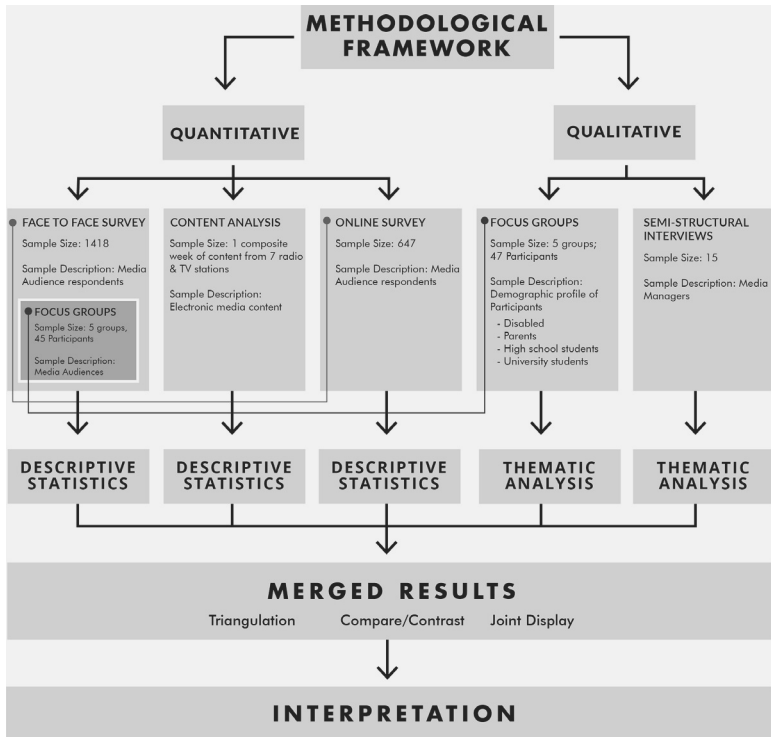 METHODOLOGICAL
FRAMEWORK
QUANTITATIVE
QUALITATIVE
FACE TO FACE SURVEY
Sample Size: 1418
Sample Description: Media
Audience respondents
FOCUS GROUPS
Sample Size: 5 groups,
45 Participants
Sample Description:
Media Audiences
CONTENT ANALYSIS
Sample Size: 1 composite
week of content from 7 radio
& TV stations
Sample Description:
Electronic media content
ONLINE SURVEY
Sample Size: 647
Sample Description: Media
Audience respondents
FOCUS GROUPS
Sample Size: 5 groups;
47 Participants
Sample Description:
Demographic profile of
Participants
- Disabled
- Parents
- High school students
- University students
SEMI-STRUCTURAL
INTERVIEWS
Sample Size: 15
Sample Description: Media
Managers
DESCRIPTIVE
STATISTICS
DESCRIPTIVE
STATISTICS
DESCRIPTIVE
STATISTICS
THEMATIC
ANALYSIS
THEMATIC
ANALYSIS
MERGED RESULTS
Triangulation Compare/Contrast Joint Display
INTERPRETATION